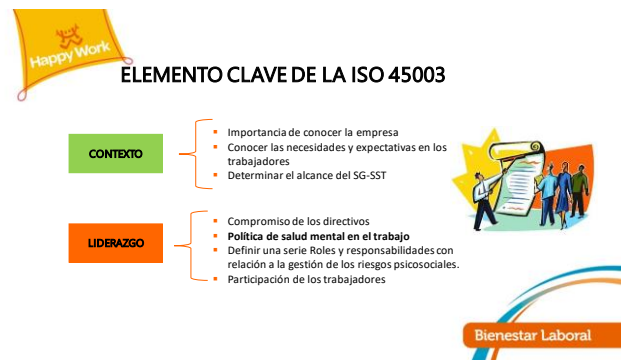 Happy Work
ELEMENTO CLAVE DE LA ISO 45003
CONTEXTO
▪ Importancia de conocer la empresa
▪ Conocer las necesidades y expectativas en los
trabajadores
▪ Determinar el alcance del SG-SST
LIDERAZGO
▪ Compromiso de los directivos
▪ Política de salud mental en el trabajo
▪ Definir una serie Roles y responsabilidades con
relación a la gestión de los riesgos psicosociales.
▪ Participación de los trabajadores
Bienestar Laboral